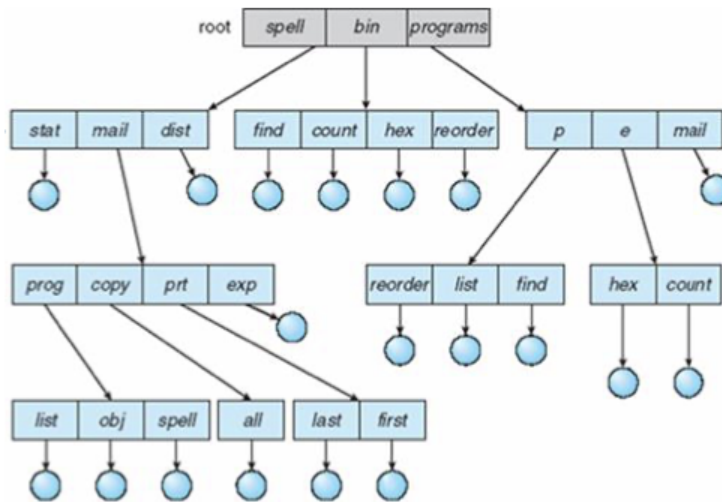 root spell bin programs
stat mail dist find count hex reorder p e mail
prog copy prt exp reorder list find hex count
list obj spell all last first